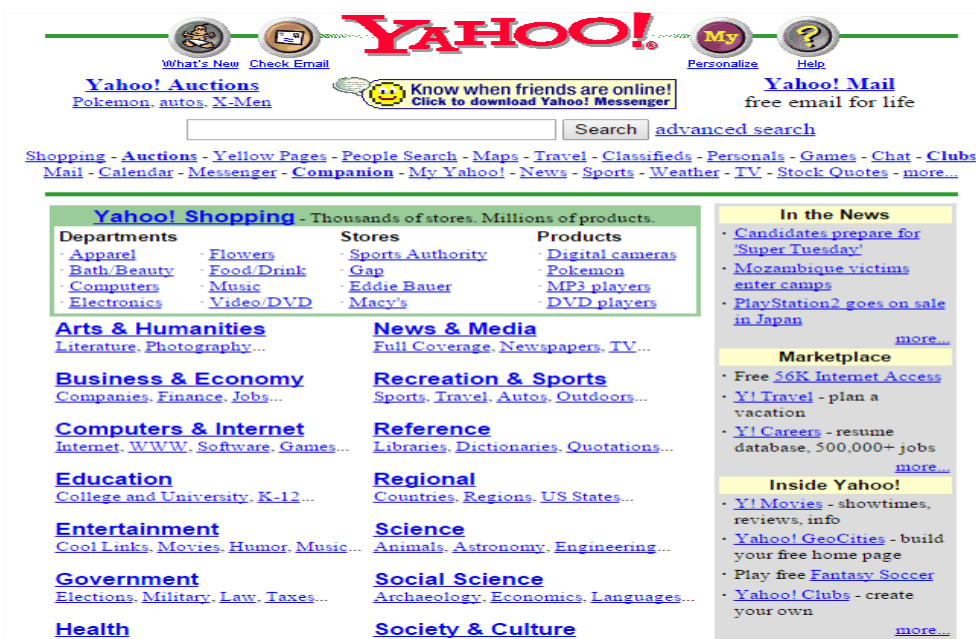 YAHOO!
What's New Check Email Personalize Help
My
?
Yahoo! Auctions
Pokemon, autos, X-Men
Know when friends are online!
Click to download Yahoo! Messenger
Yahoo! Mail
free email for life
Search advanced search
Shopping - Auctions - Yellow Pages - People Search - Maps - Travel - Classifieds - Personals - Games - Chat - Clubs
Mail - Calendar - Messenger - Companion - My Yahoo! - News - Sports - Weather - TV - Stock Quotes - more...
Yahoo! Shopping - Thousands of stores. Millions of products.
Departments Stores Products
· Apparel · Flowers · Sports Authority · Digital cameras
· Bath/Beauty · Food/Drink · Gap · Pokemon
· Computers · Music · Eddie Bauer · MP3 players
· Electronics · Video/DVD · Macy's · DVD players
Arts & Humanities
Literature, Photography...
Business & Economy
Companies, Finance, Jobs...
Computers & Internet
Internet, WWW, Software, Games...
Education
College and University, K-12...
Entertainment
Cool Links, Movies, Humor, Music...
Government
Elections, Military, Law, Taxes...
Health
News & Media
Full Coverage, Newspapers, TV...
Recreation & Sports
Sports, Travel, Autos, Outdoors...
Reference
Libraries, Dictionaries, Quotations...
Regional
Countries, Regions, US States...
Science
Animals, Astronomy, Engineering...
Social Science
Archaeology, Economics, Languages...
Society & Culture
In the News
· Candidates prepare for
'Super Tuesday'
· Mozambique victims
enter camps
· PlayStation2 goes on sale
in Japan
more...
Marketplace
· Free 56K Internet Access
· Y! Travel - plan a
vacation
· Y! Careers - resume
database, 500,000+ jobs
more...
Inside Yahoo!
· Y! Movies - showtimes,
reviews, info
· Yahoo! GeoCities - build
your free home page
· Play free Fantasy Soccer
· Yahoo! Clubs - create
your own
more...